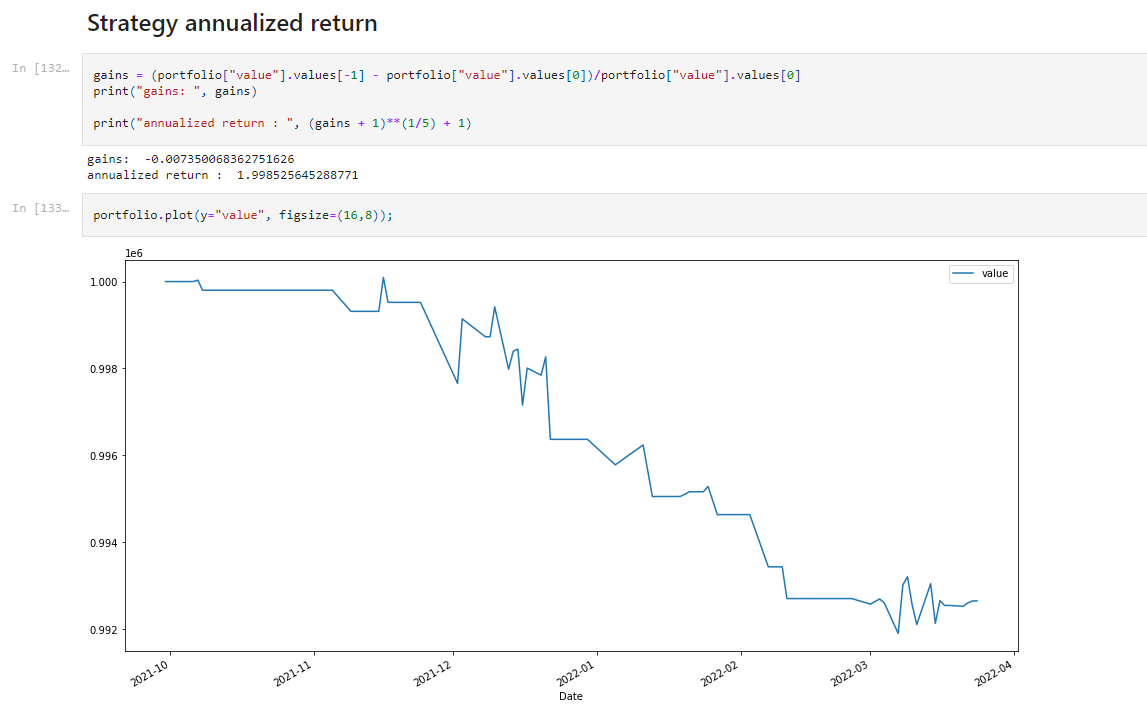 Strategy annualized return
In [132…
gains = (portfolio["value"].values[-1] - portfolio["value"].values[0])/portfolio["value"].values[0]
print("gains: ", gains)
print("annualized return : ", (gains + 1)**(1/5) + 1)
gains:  -0.007350068362751626
annualized return :  1.998525645288771
In [133…
portfolio.plot(y="value", figsize=(16,8));
1e6
value
1.000
0.998
0.996
0.994
0.992
2021-10
2021-11
2021-12
2022-01
2022-02
2022-03
2022-04
Date